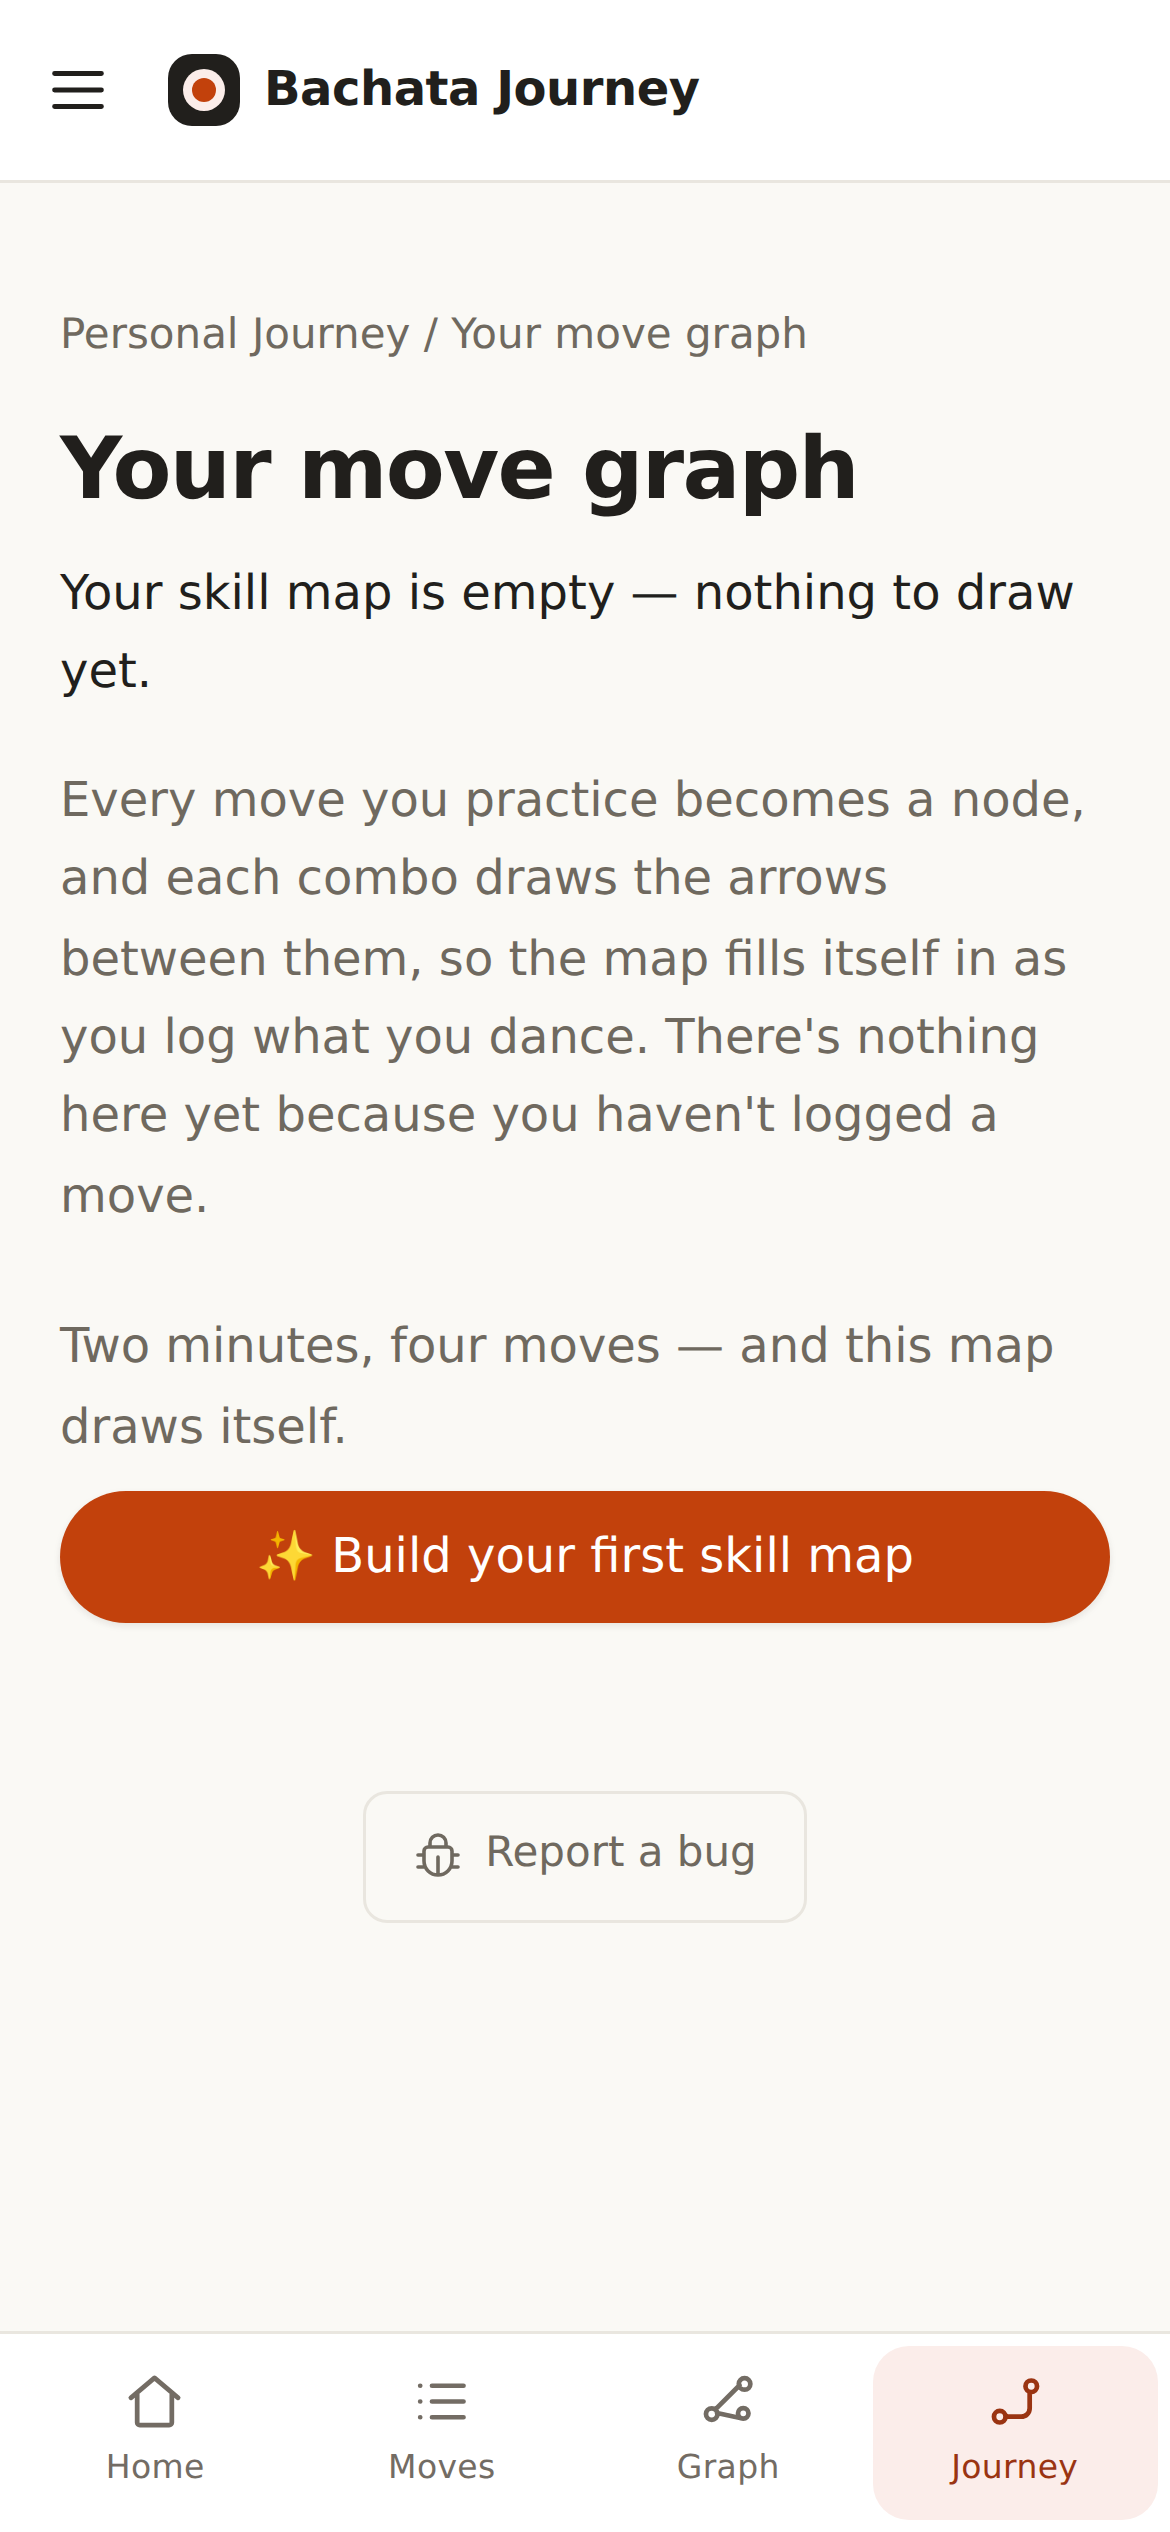 Bachata Journey
Personal Journey / Your move graph
Your move graph
Your skill map is empty — nothing to draw
yet.
Every move you practice becomes a node,
and each combo draws the arrows
between them, so the map fills itself in as
you log what you dance. There's nothing
here yet because you haven't logged a
move.
Two minutes, four moves — and this map
draws itself.
✨ Build your first skill map
Report a bug
Home
Moves
Graph
Journey